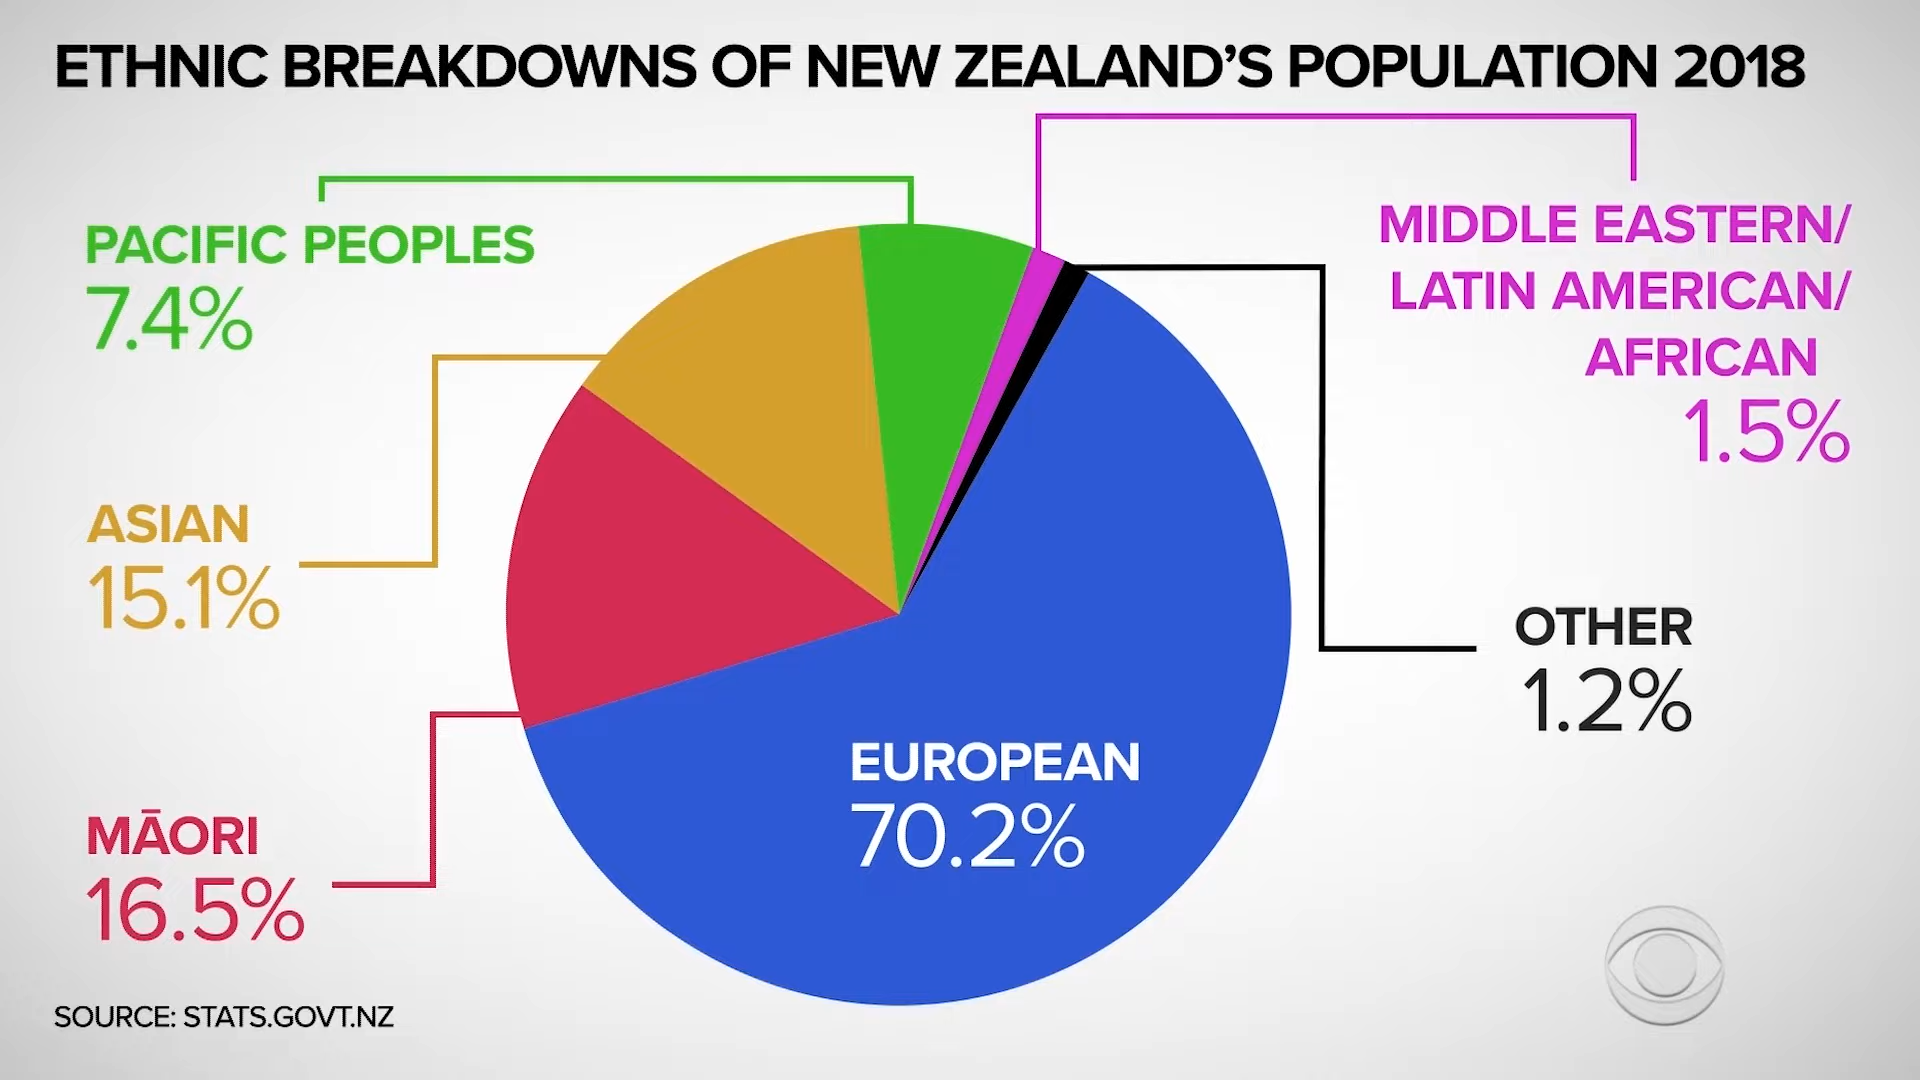 ETHNIC BREAKDOWNS OF NEW ZEALAND'S POPULATION 2018
PACIFIC PEOPLES
7.4%
MIDDLE EASTERN/
LATIN AMERICAN/
AFRICAN
1.5%
ASIAN
15.1%
OTHER
1.2%
EUROPEAN
70.2%
MĀORI
16.5%
SOURCE: STATS.GOVT.NZ